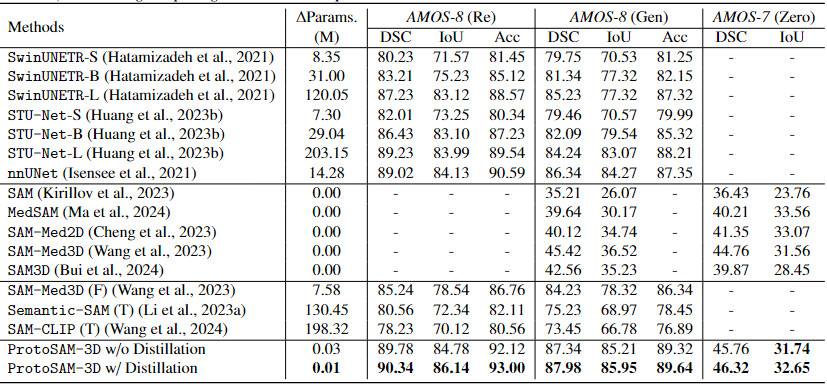 Methods ΔParams. (M) AMOS-8 (Re) AMOS-8 (Gen) AMOS-7 (Zero)
DSC IoU Acc DSC IoU Acc DSC IoU
SwinUNETR-S (Hatamizadeh et al., 2021) 8.35 80.23 71.57 81.45 79.75 70.53 81.25 - -
SwinUNETR-B (Hatamizadeh et al., 2021) 31.00 83.21 75.23 85.12 81.34 77.32 82.15 - -
SwinUNETR-L (Hatamizadeh et al., 2021) 120.05 87.23 83.12 88.57 85.23 77.32 87.32 - -
STU-Net-S (Huang et al., 2023b) 7.30 82.01 73.25 80.34 79.46 70.57 79.99 - -
STU-Net-B (Huang et al., 2023b) 29.04 86.43 83.10 87.23 82.09 79.54 85.32 - -
STU-Net-L (Huang et al., 2023b) 203.15 89.23 83.99 89.54 84.24 83.07 88.21 - -
nnUNet (Isensee et al., 2021) 14.28 89.02 84.13 90.59 86.34 84.27 87.35 - -
SAM (Kirillov et al., 2023) 0.00 - - - 35.21 26.07 - 36.43 23.76
MedSAM (Ma et al., 2024) 0.00 - - - 39.64 30.17 - 40.21 33.56
SAM-Med2D (Cheng et al., 2023) 0.00 - - - 40.12 34.74 - 41.35 33.07
SAM-Med3D (Wang et al., 2023) 0.00 - - - 45.42 36.52 - 44.76 31.56
SAM3D (Bui et al., 2024) 0.00 - - - 42.56 35.23 - 39.87 28.45
SAM-Med3D (F) (Wang et al., 2023) 7.58 85.24 78.54 86.76 84.23 78.32 86.34 - -
Semantic-SAM (T) (Li et al., 2023a) 130.45 80.56 72.34 82.11 75.23 68.97 78.45 - -
SAM-CLIP (T) (Wang et al., 2024) 198.32 78.23 70.12 80.56 73.45 66.78 76.89 - -
ProtoSAM-3D w/o Distillation 0.03 89.78 84.78 92.12 87.34 85.21 89.32 45.76 31.74
ProtoSAM-3D w/ Distillation 0.01 90.34 86.14 93.00 87.98 85.95 89.64 46.32 32.65